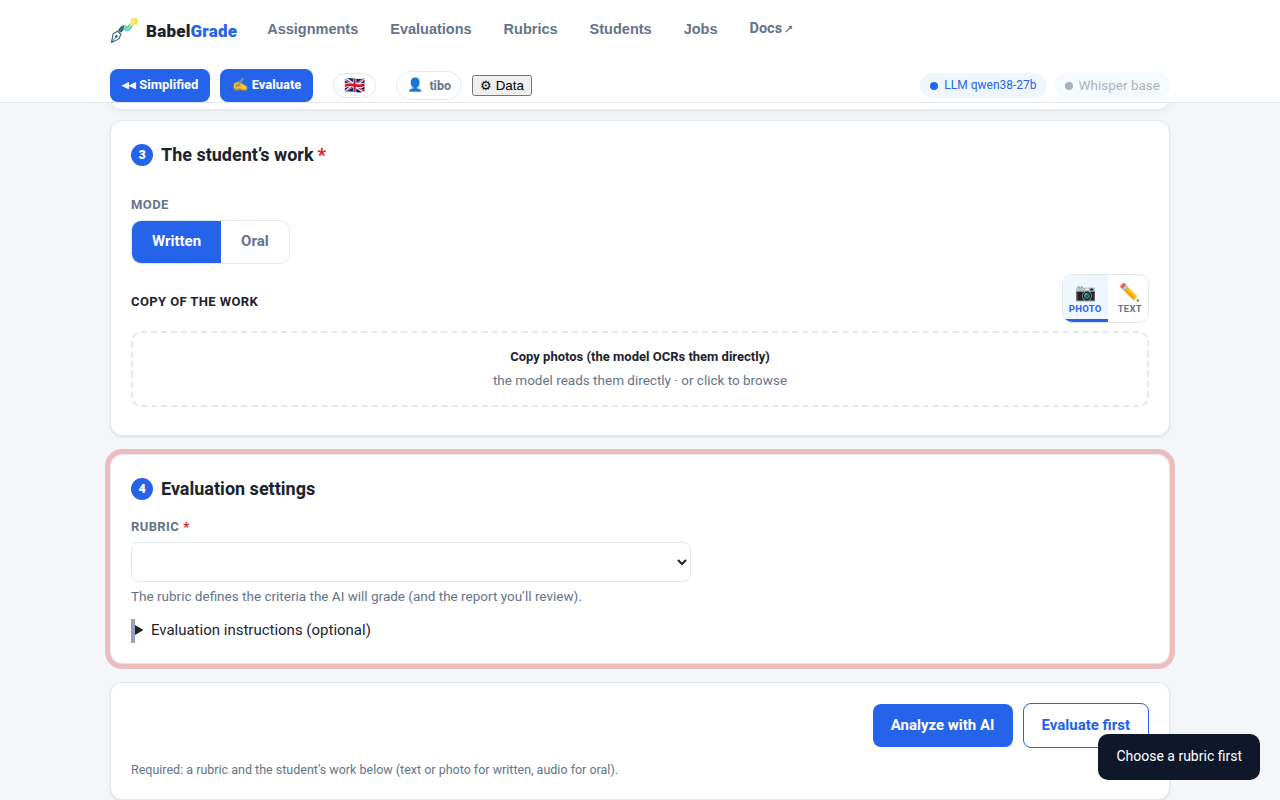 BabelGrade
Assignments
Evaluations
Rubrics
Students
Jobs
Docs↗
◂◂ Simplified
✍️ Evaluate
🇬🇧
👤 tibo
⚙ Data
LLM qwen38-27b
Whisper base
3 The student’s work *
MODE
Written
Oral
COPY OF THE WORK
📷 PHOTO
✏️ TEXT
Copy photos (the model OCRs them directly)
the model reads them directly · or click to browse
4 Evaluation settings
RUBRIC *
The rubric defines the criteria the AI will grade (and the report you’ll review).
▶ Evaluation instructions (optional)
Analyze with AI
Evaluate first
Choose a rubric first
Required: a rubric and the student’s work below (text or photo for written, audio for oral).